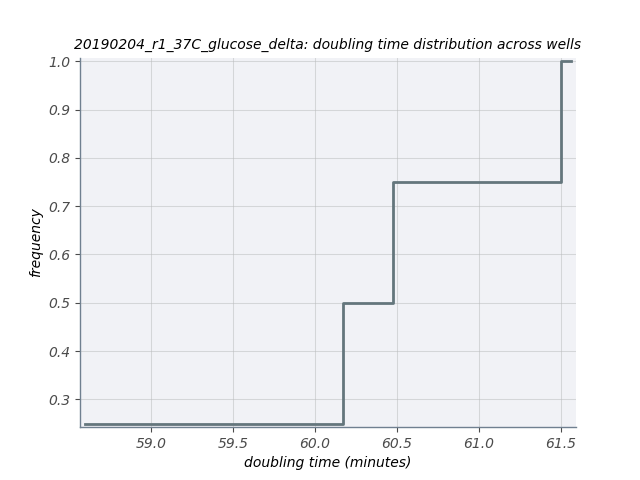 20190204_r1_37C_glucose_delta: doubling time distribution across wells
1.0
0.9
0.8
0.7
0.6
0.5
0.4
0.3
frequency
59.0 59.5 60.0 60.5 61.0 61.5
doubling time (minutes)